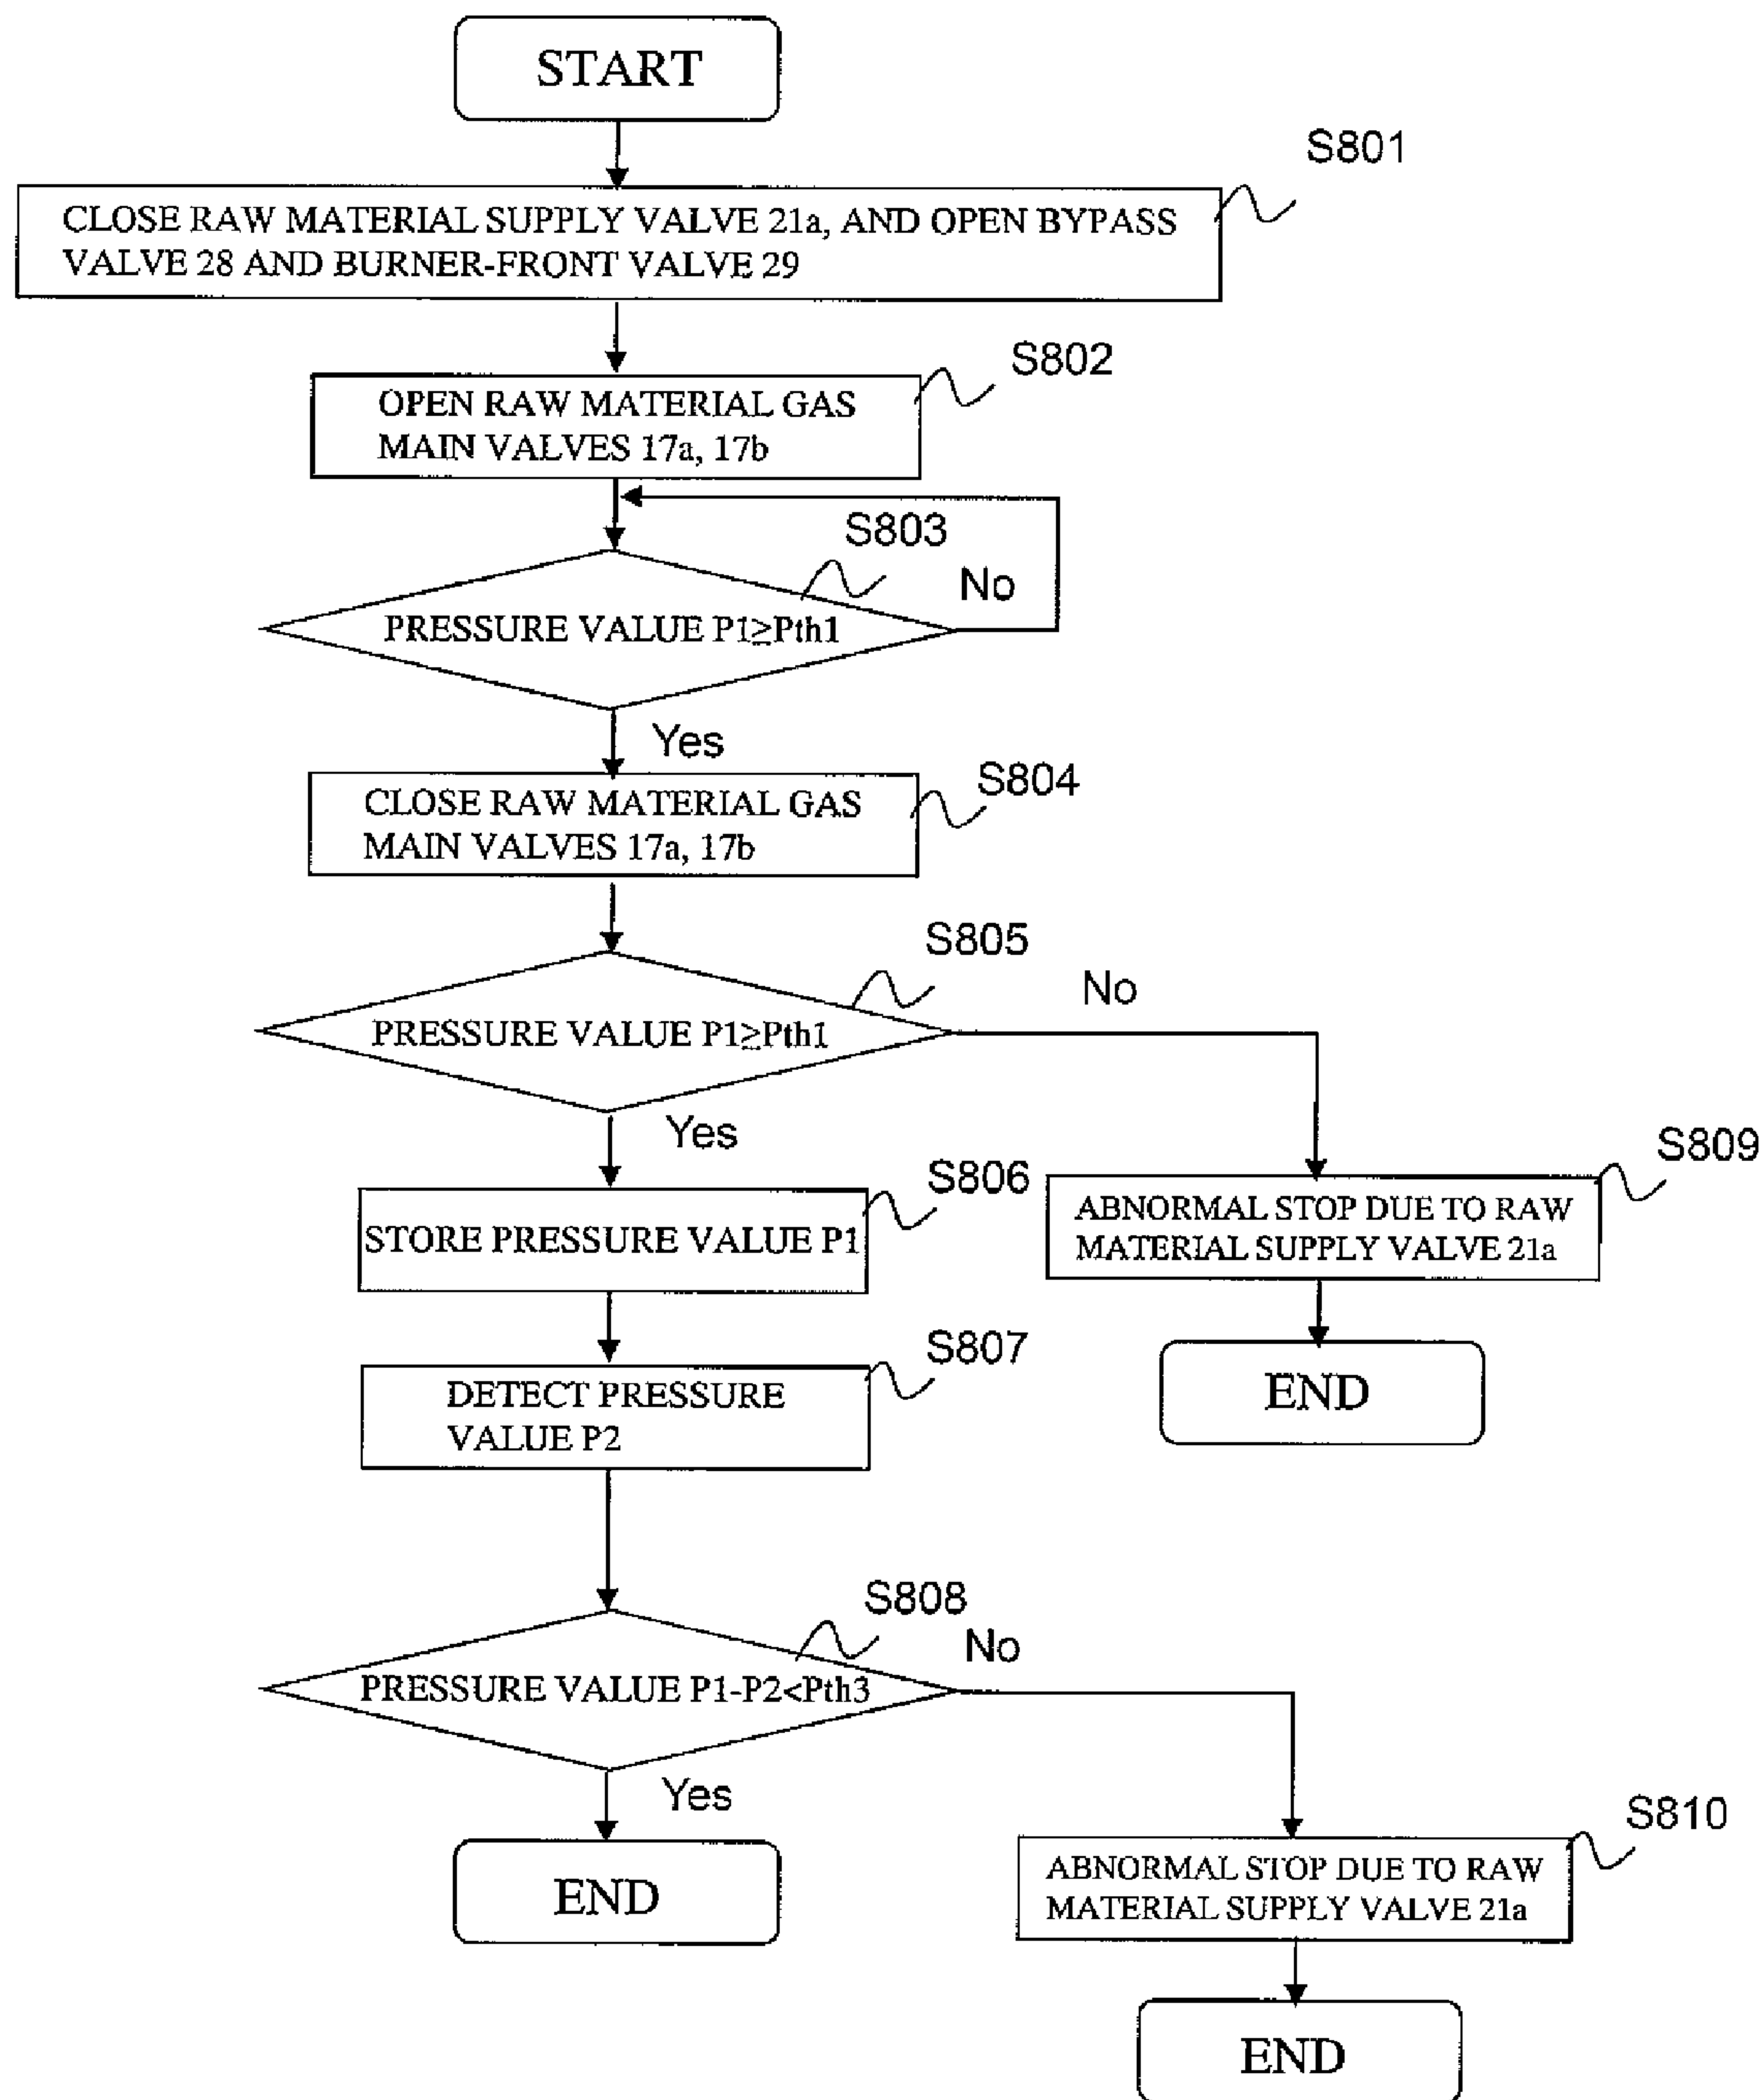 START
S801
CLOSE RAW MATERIAL SUPPLY VALVE 21a, AND OPEN BYPASS
VALVE 28 AND BURNER-FRONT VALVE 29
S802
OPEN RAW MATERIAL GAS
MAIN VALVES 17a, 17b
S803
No
PRESSURE VALUE P1≥Pth1
Yes
S804
CLOSE RAW MATERIAL GAS
MAIN VALVES 17a, 17b
S805
No
PRESSURE VALUE P1≥Pth1
Yes
S806
STORE PRESSURE VALUE P1
S809
ABNORMAL STOP DUE TO RAW
MATERIAL SUPPLY VALVE 21a
END
S807
DETECT PRESSURE
VALUE P2
S808
No
PRESSURE VALUE P1-P2<Pth3
Yes
END
S810
ABNORMAL STOP DUE TO RAW
MATERIAL SUPPLY VALVE 21a
END